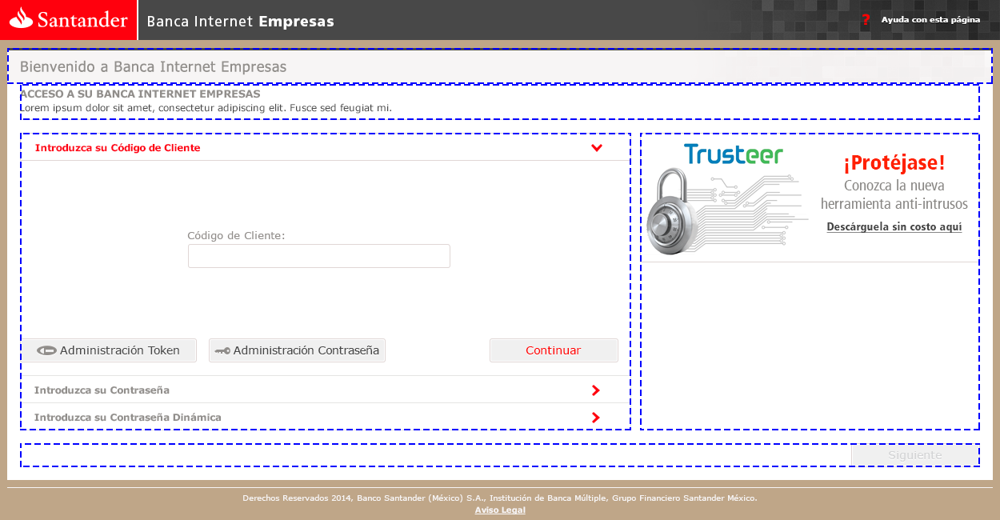 Santander
Banca Internet Empresas
? Ayuda con esta página
Bienvenido a Banca Internet Empresas
ACCESO A SU BANCA INTERNET EMPRESAS
Lorem ipsum dolor sit amet, consectetur adipiscing elit. Fusce sed feugiat mi.
Introduzca su Código de Cliente
Código de Cliente:
Administración Token
Administración Contraseña
Continuar
Introduzca su Contraseña
Introduzca su Contraseña Dinámica
Trusteer
¡Protéjase!
Conozca la nueva
herramienta anti-intrusos
Descárguela sin costo aquí
Siguiente
Derechos Reservados 2014, Banco Santander (México) S.A., Institución de Banca Múltiple, Grupo Financiero Santander México.
Aviso Legal